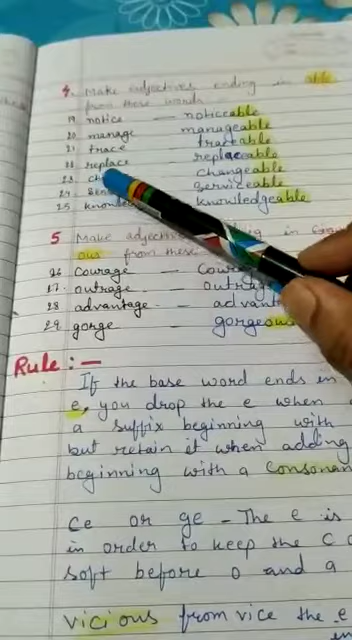 4. Make adjectives ending in able
from these words
19 notice — noticeable
20 manage manageable
21 trace traceable
22 replace replaceable
23 changeable
24 serviceable
25 knowledgeable
5 Make adjectives in
ous from these
26 Courage —
27. outrage. —
28 advantage. —
29 gorge — gorgeous
Rule :—
If the base word ends in
e, you drop the e when
a suffix beginning with
but retain it when adding
beginning with a consonan
ce or ge - The e is
in order to keep the c
soft before o and a
vicious from vice the e